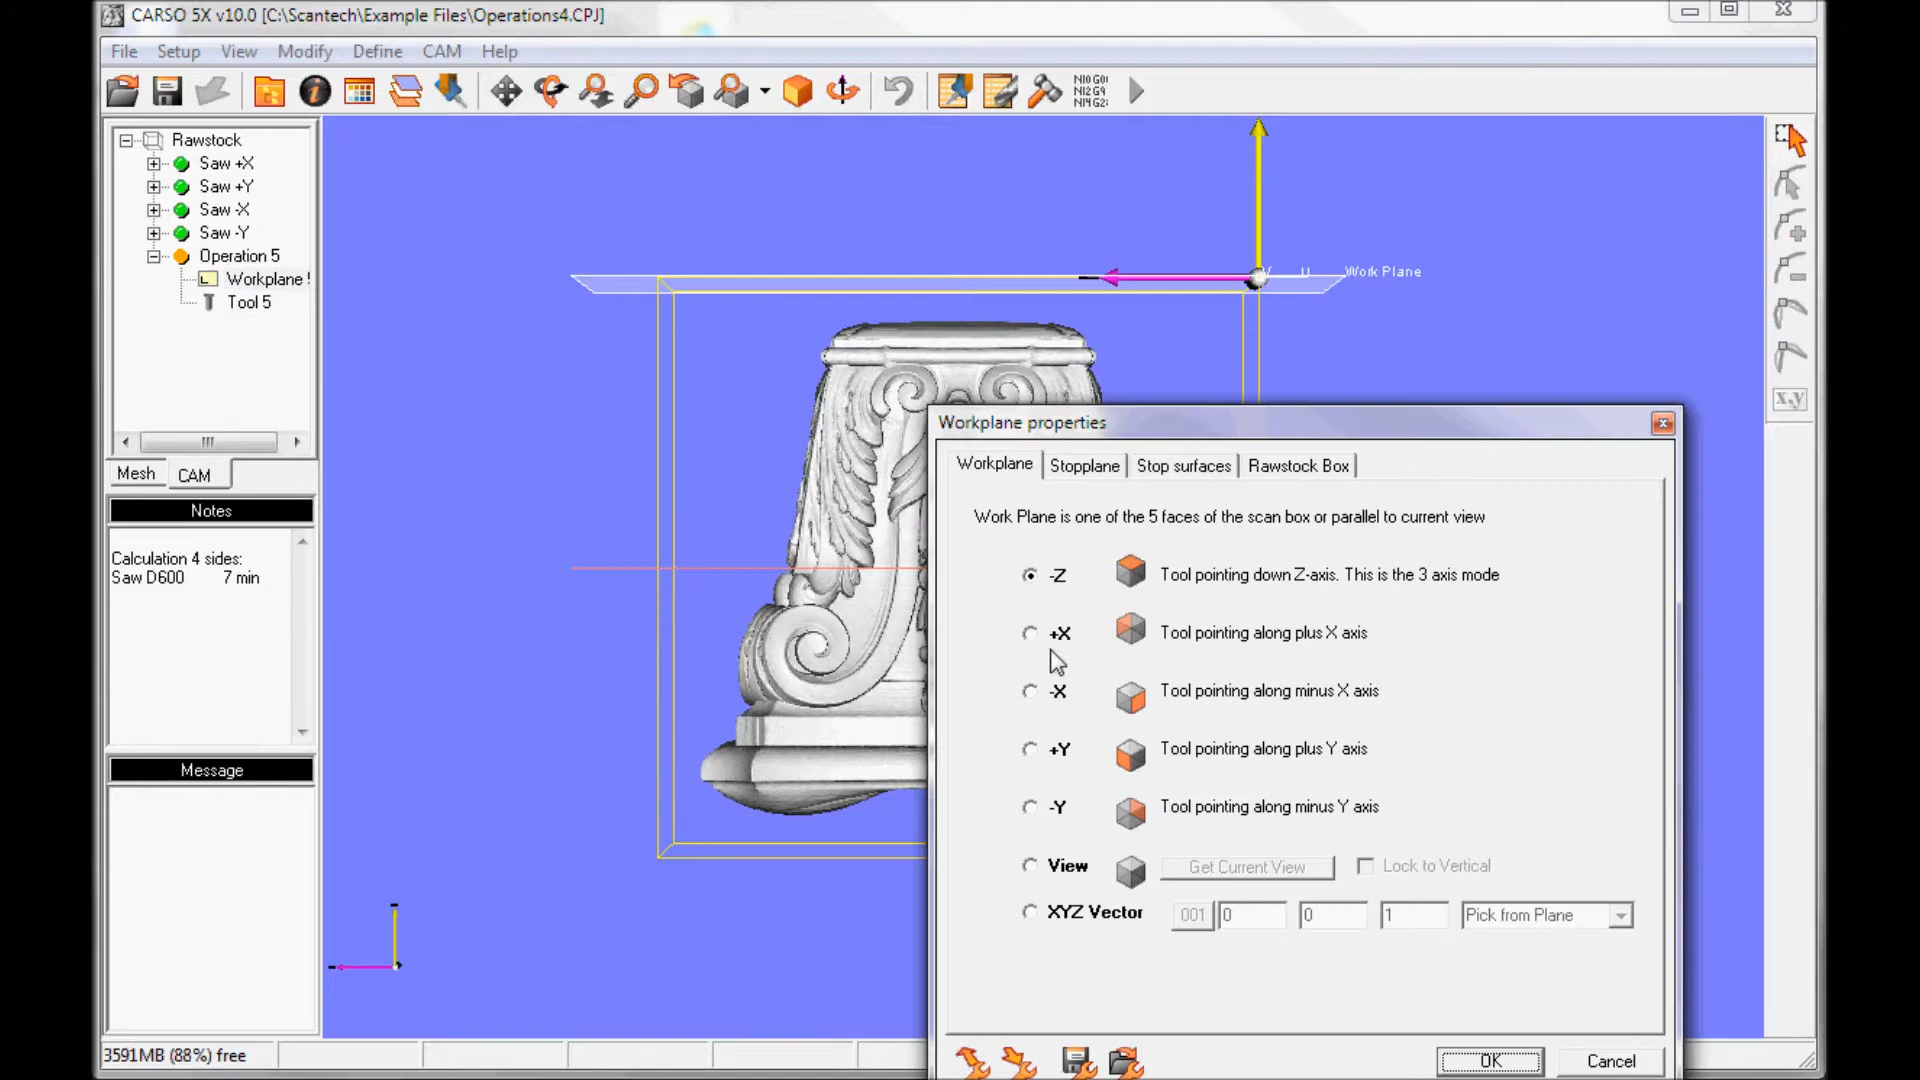 CARSO 5X v10.0 [C:\Scantech\Example Files\Operations4.CPJ]
File Setup View Modify Define CAM Help
N10 G01
N12 G9
N14 G2:
Rawstock
Saw +X
Saw +Y
Saw -X
Saw -Y
Operation 5
Workplane
Tool 5
Mesh CAM
Notes
Calculation 4 sides:
Saw D600 7 min
Message
U Work Plane
x,y
Workplane properties
Workplane Stopplane Stop surfaces Rawstock Box
Work Plane is one of the 5 faces of the scan box or parallel to current view
-Z Tool pointing down Z-axis. This is the 3 axis mode
+X Tool pointing along plus X axis
-X Tool pointing along minus X axis
+Y Tool pointing along plus Y axis
-Y Tool pointing along minus Y axis
View Get Current View Lock to Vertical
XYZ Vector 001 0 0 1 Pick from Plane
OK Cancel
3591MB (88%) free